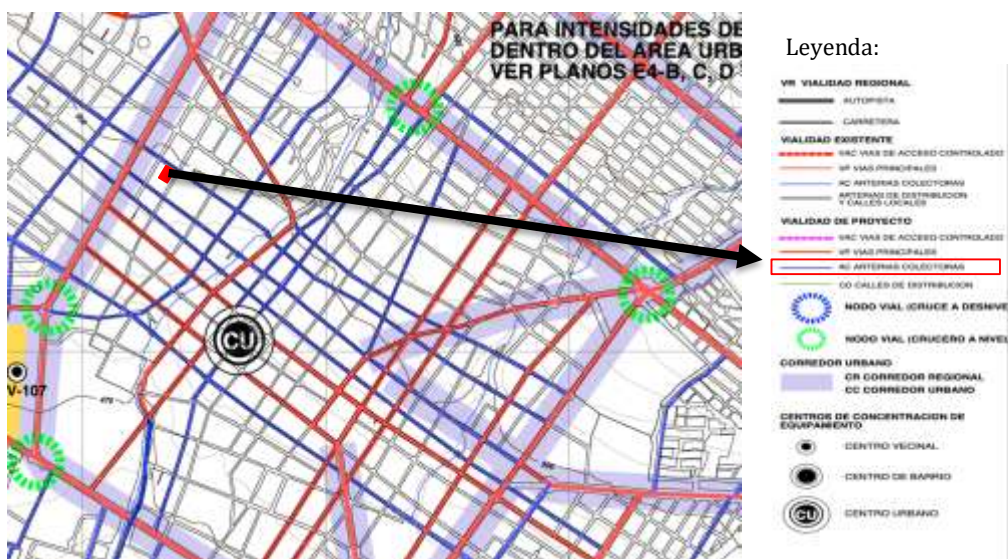 PARA INTENSIDADES DE
DENTRO DEL AREA URB
VER PLANOS E4-B, C, D
CU
V-107
Leyenda:
VR VIALIDAD REGIONAL
AUTOPISTA
CARRETERA
VIALIDAD EXISTENTE
VAC VIAS DE ACCESO CONTROLADO
VP VIAS PRINCIPALES
AC ARTERIAS COLECTORAS
ARTERIAS DE DISTRIBUCION
Y CALLES LOCALES
VIALIDAD DE PROYECTO
VAC VIAS DE ACCESO CONTROLADO
VP VIAS PRINCIPALES
AC ARTERIAS COLECTORAS
CD CALLES DE DISTRIBUCION
NODO VIAL (CRUCE A DESNIVE
NODO VIAL (CRUCERO A NIVEL
CORREDOR URBANO
CR CORREDOR REGIONAL
CC CORREDOR URBANO
CENTROS DE CONCENTRACION DE
EQUIPAMIENTO
CENTRO VECINAL
CENTRO DE BARRIO
CU
CENTRO URBANO